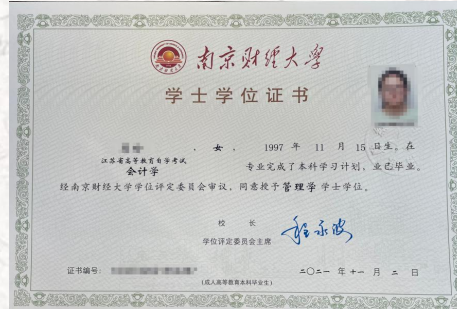 南京财经大学
学士学位证书
，女，1997 年 11 月 15 日生。在
江苏省高等教育自学考试
会计学
专业完成了本科学习计划，业已毕业。
经南京财经大学学位评定委员会审议，同意授予管理学学士学位。
校长
学位评定委员会主席
程永波
证书编号：
二〇二一 年 十一 月 二 日
(成人高等教育本科毕业生)